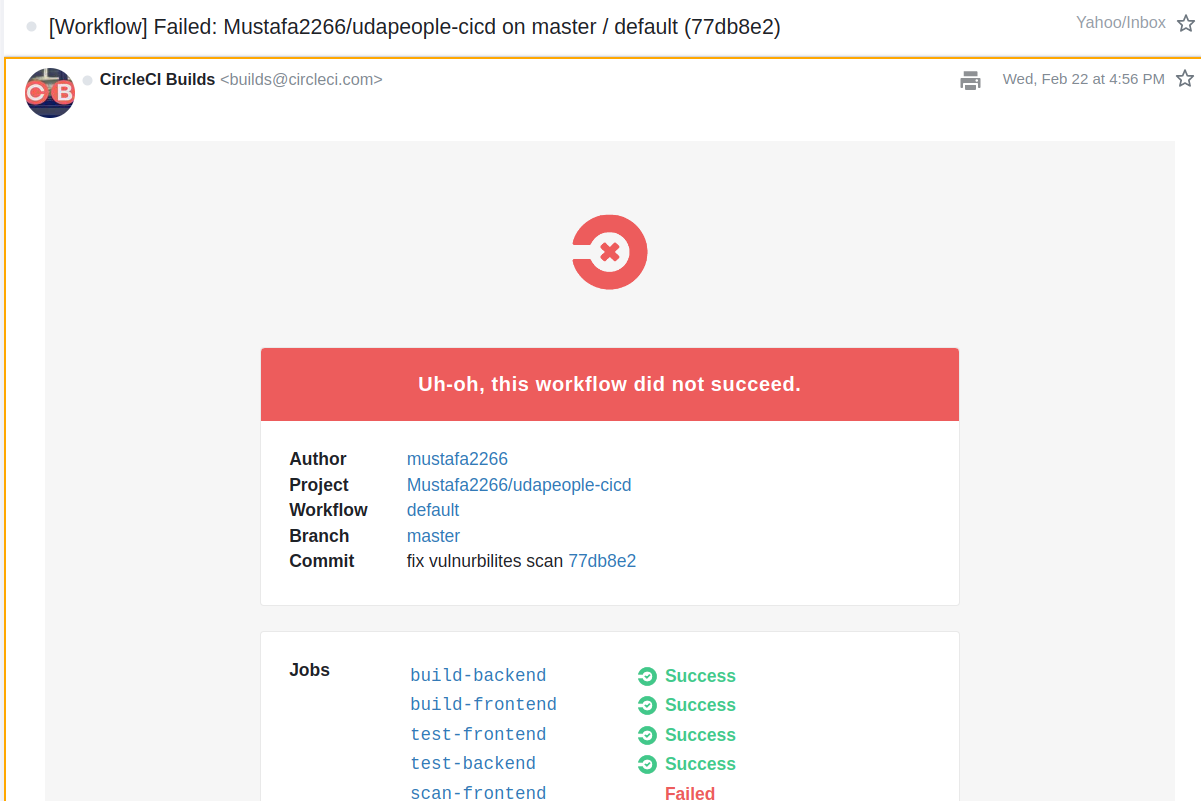 [Workflow] Failed: Mustafa2266/udapeople-cicd on master / default (77db8e2)
Yahoo/Inbox
CB
CircleCI Builds <builds@circleci.com>
Wed, Feb 22 at 4:56 PM
Uh-oh, this workflow did not succeed.
Author mustafa2266
Project Mustafa2266/udapeople-cicd
Workflow default
Branch master
Commit fix vulnurbilites scan 77db8e2
Jobs build-backend Success
build-frontend Success
test-frontend Success
test-backend Success
scan-frontend Failed